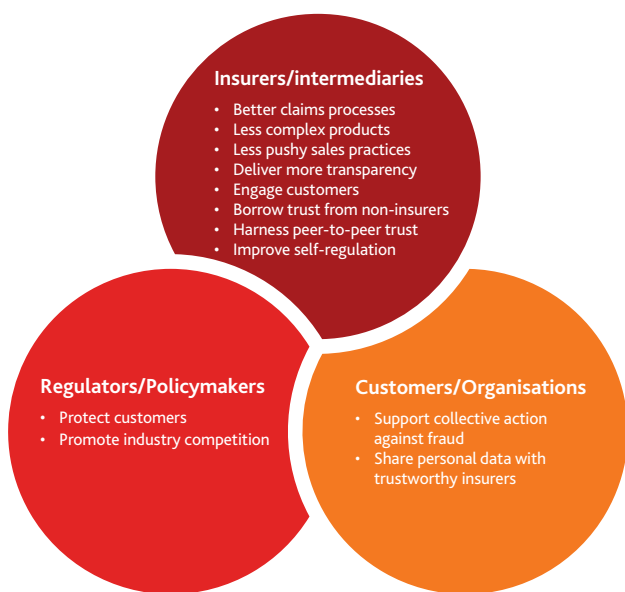 Insurers/intermediaries
• Better claims processes
• Less complex products
• Less pushy sales practices
• Deliver more transparency
• Engage customers
• Borrow trust from non-insurers
• Harness peer-to-peer trust
• Improve self-regulation
Regulators/Policymakers
• Protect customers
• Promote industry competition
Customers/Organisations
• Support collective action
against fraud
• Share personal data with
trustworthy insurers